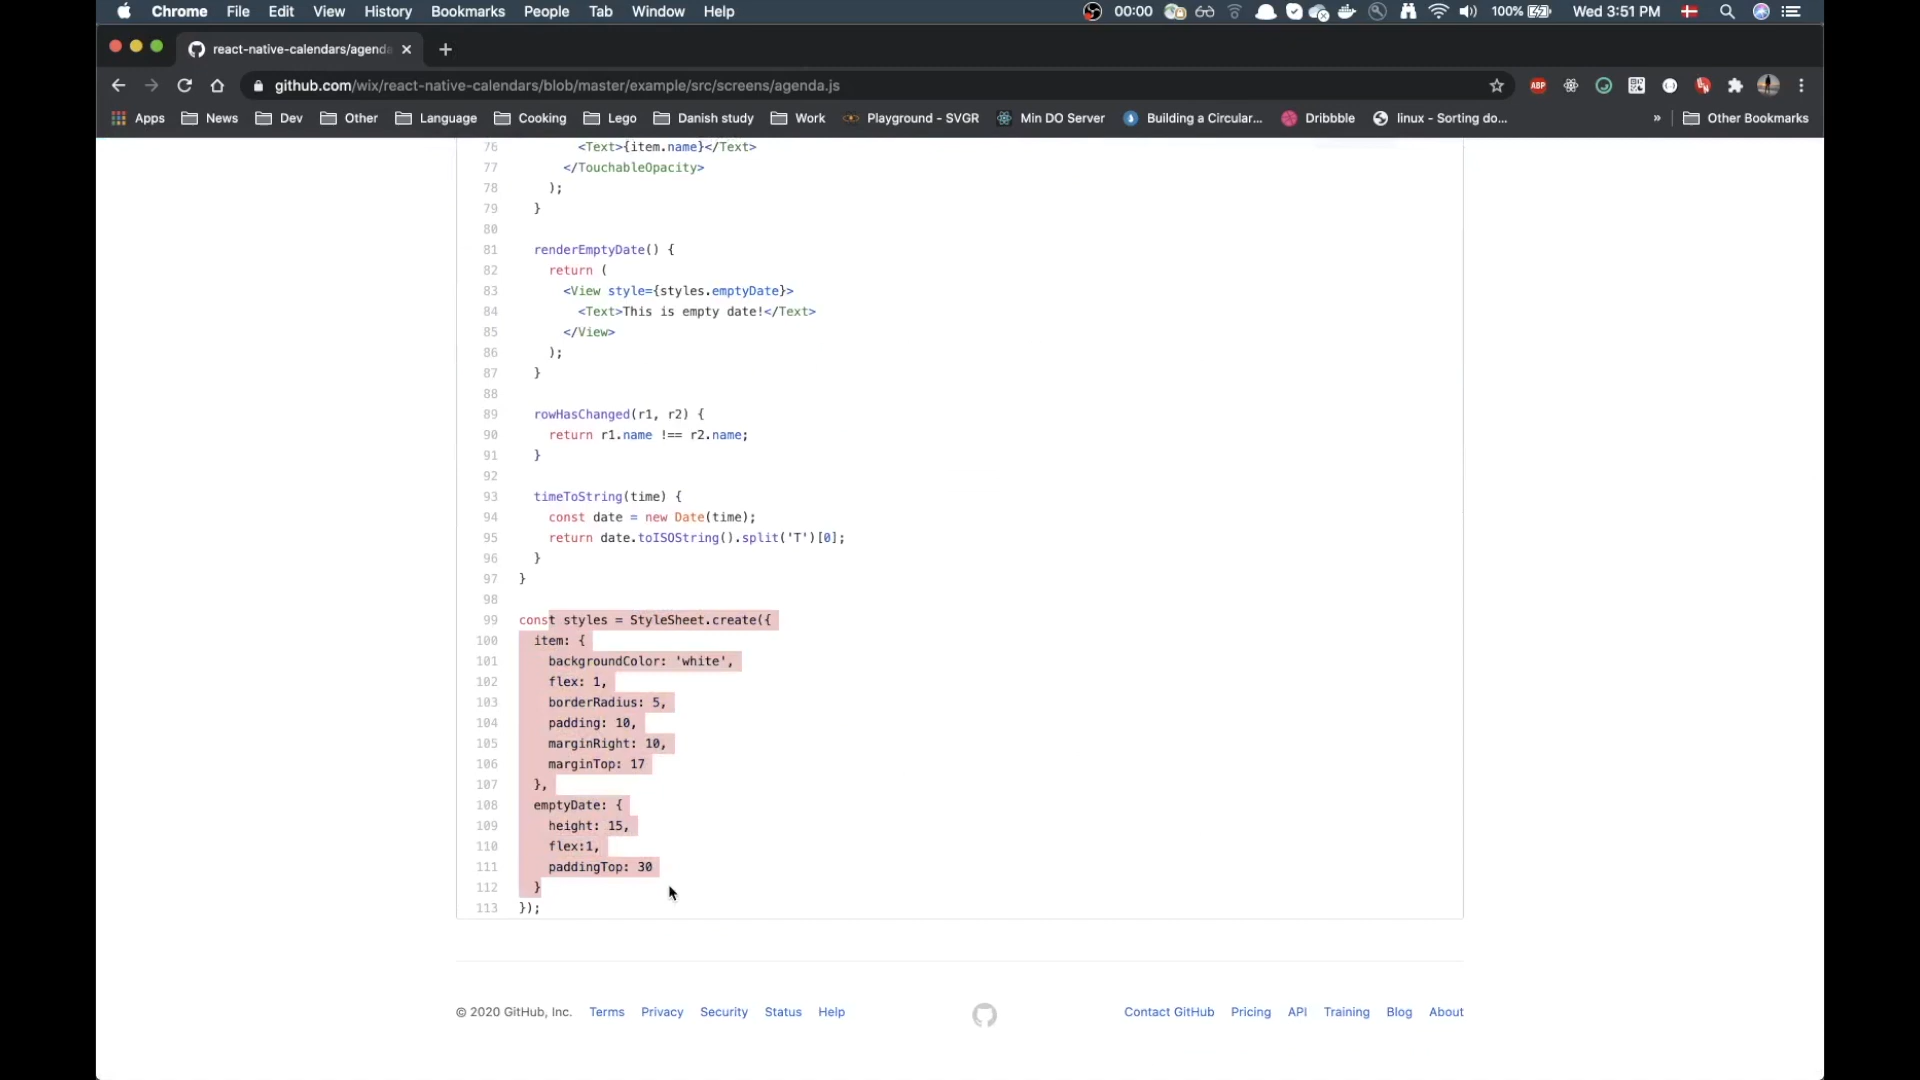 Chrome File Edit View History Bookmarks People Tab Window Help 00:00 100% Wed 3:51 PM
react-native-calendars/agenda
github.com/wix/react-native-calendars/blob/master/example/src/screens/agenda.js ABP
Apps News Dev Other Language Cooking Lego Danish study Work Playground - SVGR Min DO Server Building a Circular... Dribbble linux - Sorting do... » Other Bookmarks
76 <Text>{item.name}</Text>
77 </TouchableOpacity>
78 );
79 }
80
81 renderEmptyDate() {
82 return (
83 <View style={styles.emptyDate}>
84 <Text>This is empty date!</Text>
85 </View>
86 );
87 }
88
89 rowHasChanged(r1, r2) {
90 return r1.name !== r2.name;
91 }
92
93 timeToString(time) {
94 const date = new Date(time);
95 return date.toISOString().split('T')[0];
96 }
97 }
98
99 const styles = StyleSheet.create({
100 item: {
101 backgroundColor: 'white',
102 flex: 1,
103 borderRadius: 5,
104 padding: 10,
105 marginRight: 10,
106 marginTop: 17
107 },
108 emptyDate: {
109 height: 15,
110 flex:1,
111 paddingTop: 30
112 }
113 });
© 2020 GitHub, Inc. Terms Privacy Security Status Help Contact GitHub Pricing API Training Blog About